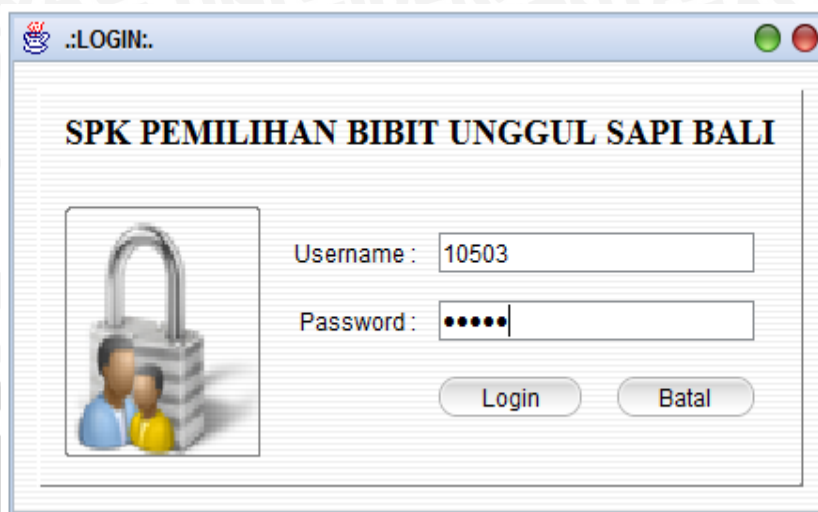 .:LOGIN:.
SPK PEMILIHAN BIBIT UNGGUL SAPI BALI
Username : 10503
Password : •••••
Login Batal